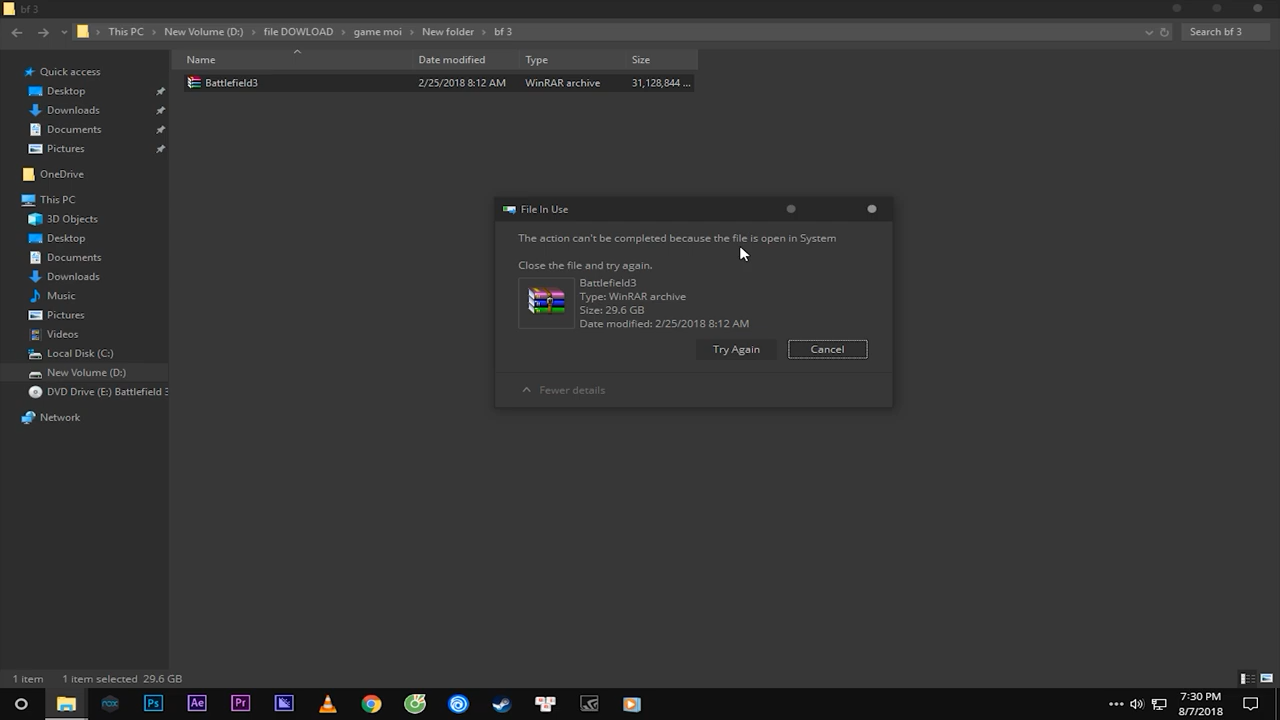 bf 3
This PC > New Volume (D:) > file DOWLOAD > game moi > New folder > bf 3
Search bf 3
Name Date modified Type Size
Battlefield3 2/25/2018 8:12 AM WinRAR archive 31,128,844 ...
Quick access
Desktop
Downloads
Documents
Pictures
OneDrive
This PC
3D Objects
Desktop
Documents
Downloads
Music
Pictures
Videos
Local Disk (C:)
New Volume (D:)
DVD Drive (E:) Battlefield 3
Network
File In Use
The action can't be completed because the file is open in System
Close the file and try again.
Battlefield3
Type: WinRAR archive
Size: 29.6 GB
Date modified: 2/25/2018 8:12 AM
Try Again Cancel
Fewer details
1 item 1 item selected 29.6 GB
nox Ps Ae Pr
7:30 PM
8/7/2018